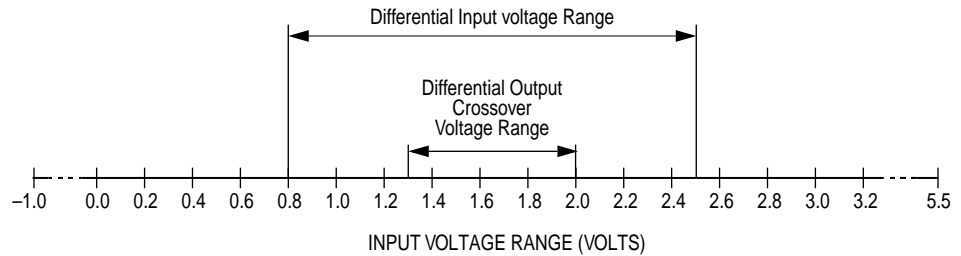 Differential Input voltage Range
Differential Output
Crossover
Voltage Range
–1.0 0.0 0.2 0.4 0.6 0.8 1.0 1.2 1.4 1.6 1.8 2.0 2.2 2.4 2.6 2.8 3.0 3.2 5.5
INPUT VOLTAGE RANGE (VOLTS)